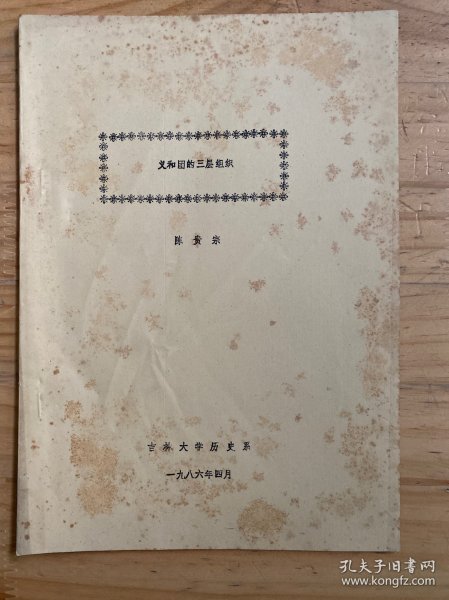 义和团的三层组织
陈贵宗
吉林大学历史系
一九八六年四月
孔夫子旧书网
www.kongfz.com